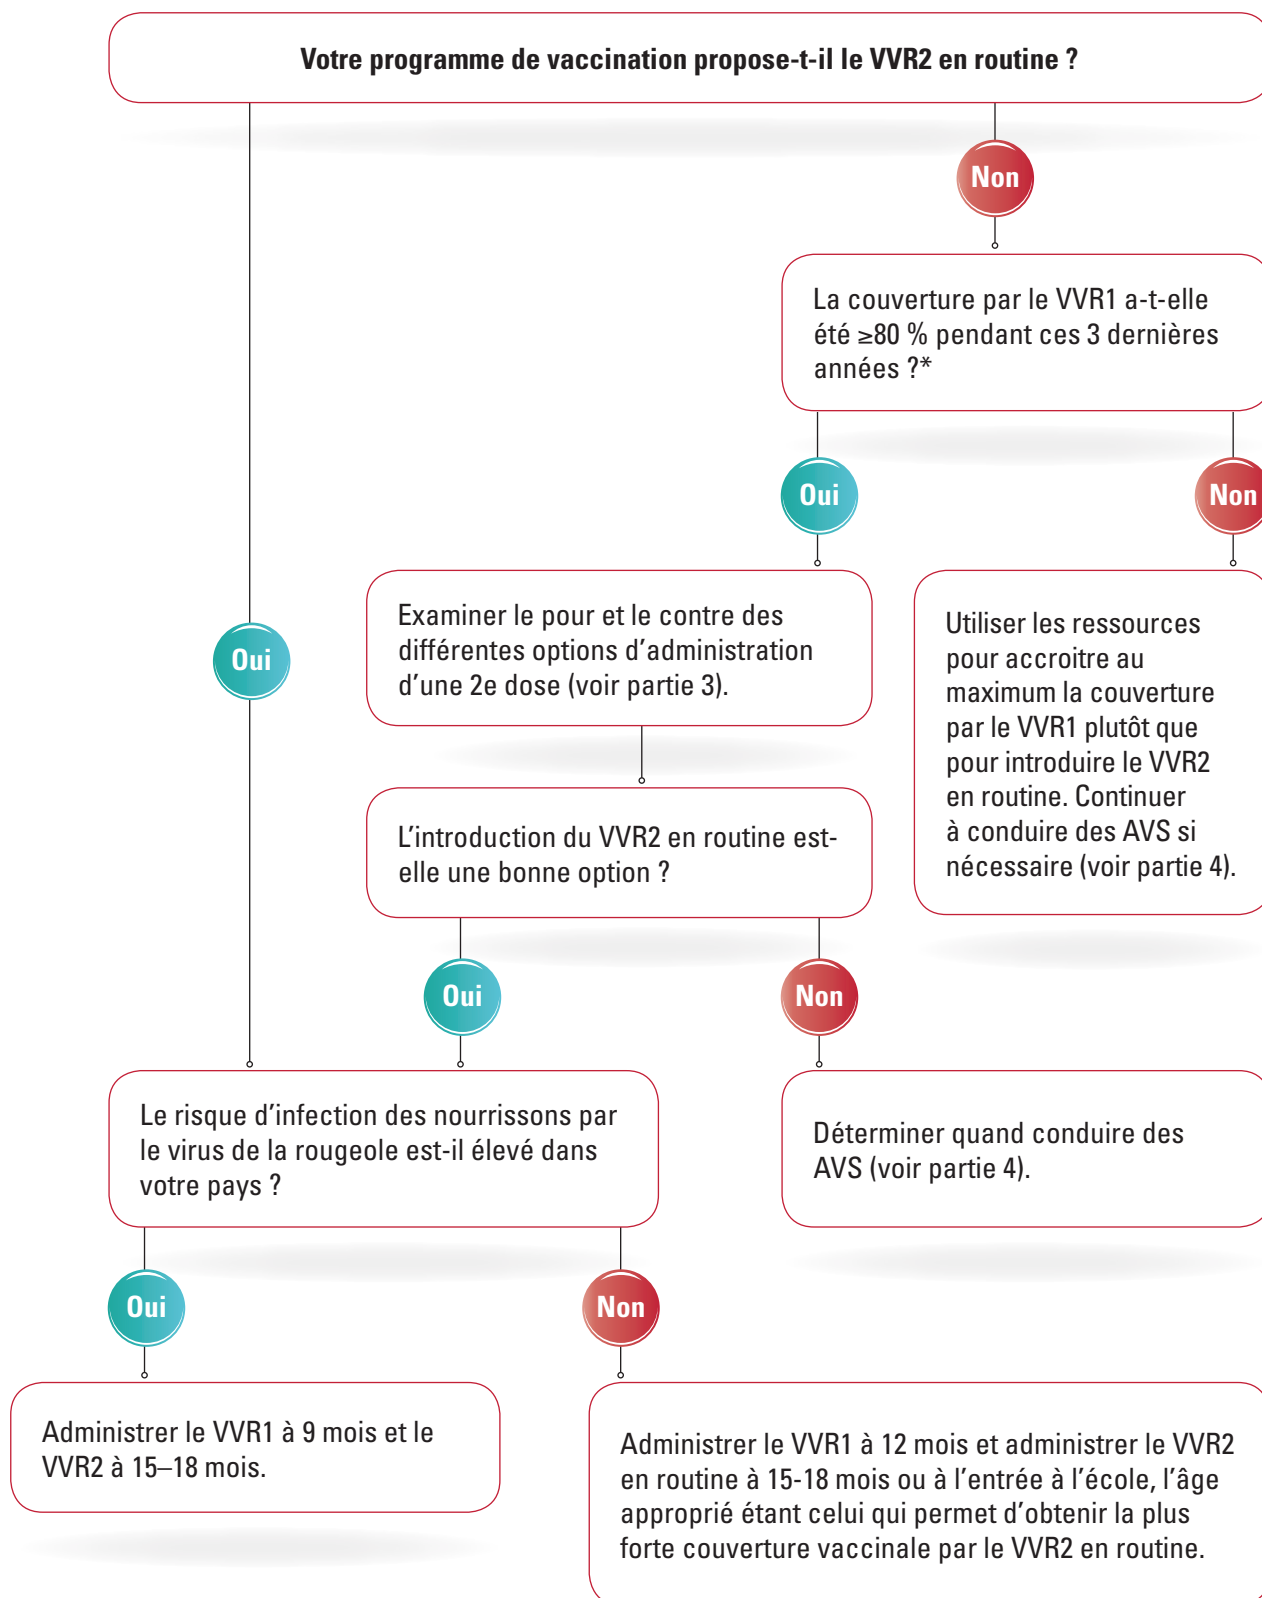 Votre programme de vaccination propose-t-il le VVR2 en routine ?
Non
La couverture par le VVR1 a-t-elle
été ≥80 % pendant ces 3 dernières
années ?*
Oui
Non
Examiner le pour et le contre des
différentes options d'administration
d'une 2e dose (voir partie 3).
Utiliser les ressources
pour accroitre au
maximum la couverture
par le VVR1 plutôt que
pour introduire le VVR2
en routine. Continuer
à conduire des AVS si
nécessaire (voir partie 4).
Oui
L'introduction du VVR2 en routine est-
elle une bonne option ?
Oui
Non
Le risque d'infection des nourrissons par
le virus de la rougeole est-il élevé dans
votre pays ?
Déterminer quand conduire des
AVS (voir partie 4).
Oui
Non
Administrer le VVR1 à 9 mois et le
VVR2 à 15–18 mois.
Administrer le VVR1 à 12 mois et administrer le VVR2
en routine à 15-18 mois ou à l'entrée à l'école, l'âge
approprié étant celui qui permet d'obtenir la plus
forte couverture vaccinale par le VVR2 en routine.